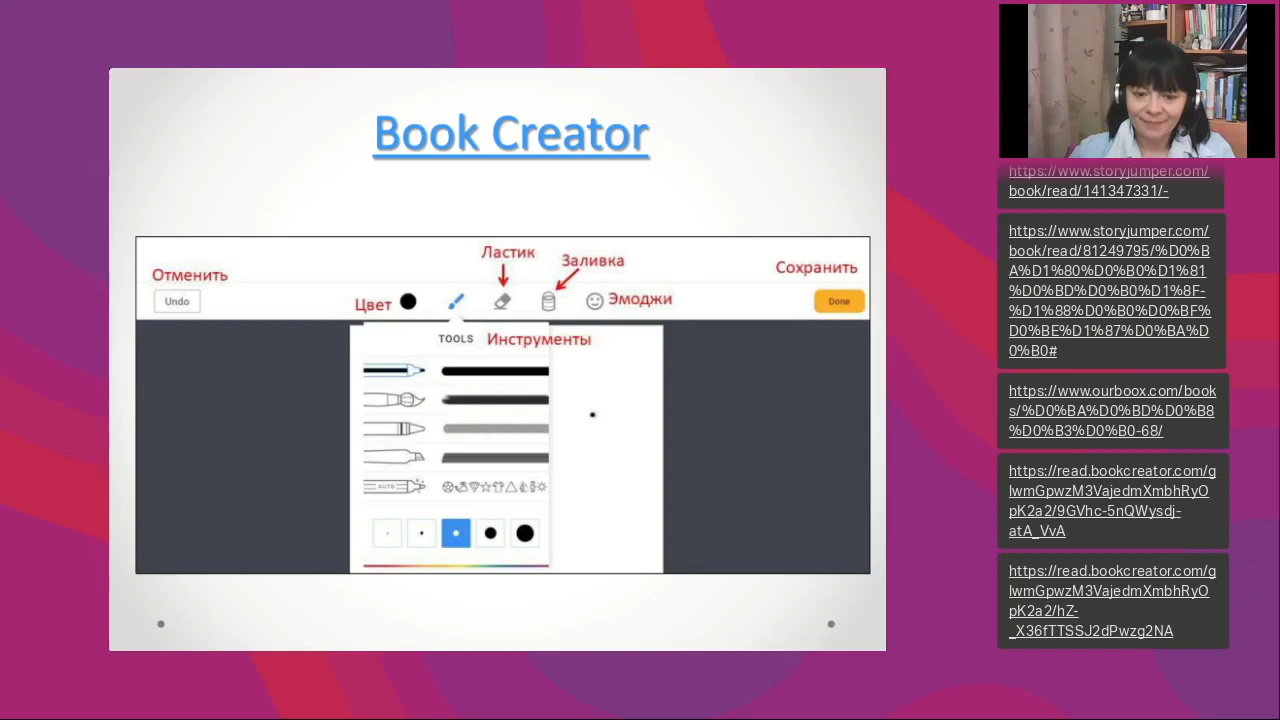 Book Creator
Ластик
Заливка
Отменить
Сохранить
Undo
Цвет
Эмоджи
Done
TOOLS
Инструменты
AUTO
https://www.storyjumper.com/
book/read/141347331/-
https://www.storyjumper.com/
book/read/81249795/%D0%B
A%D1%80%D0%B0%D1%81
%D0%BD%D0%B0%D1%8F-
%D1%88%D0%B0%D0%BF%
D0%BE%D1%87%D0%BA%D
0%B0#
https://www.ourboox.com/book
s/%D0%BA%D0%BD%D0%B8
%D0%B3%D0%B0-68/
https://read.bookcreator.com/g
IwmGpwzM3VajedmXmbhRyO
pK2a2/9GVhc-5nQWysdj-
atA_VvA
https://read.bookcreator.com/g
IwmGpwzM3VajedmXmbhRyO
pK2a2/hZ-
_X36fTTSSJ2dPwzg2NA